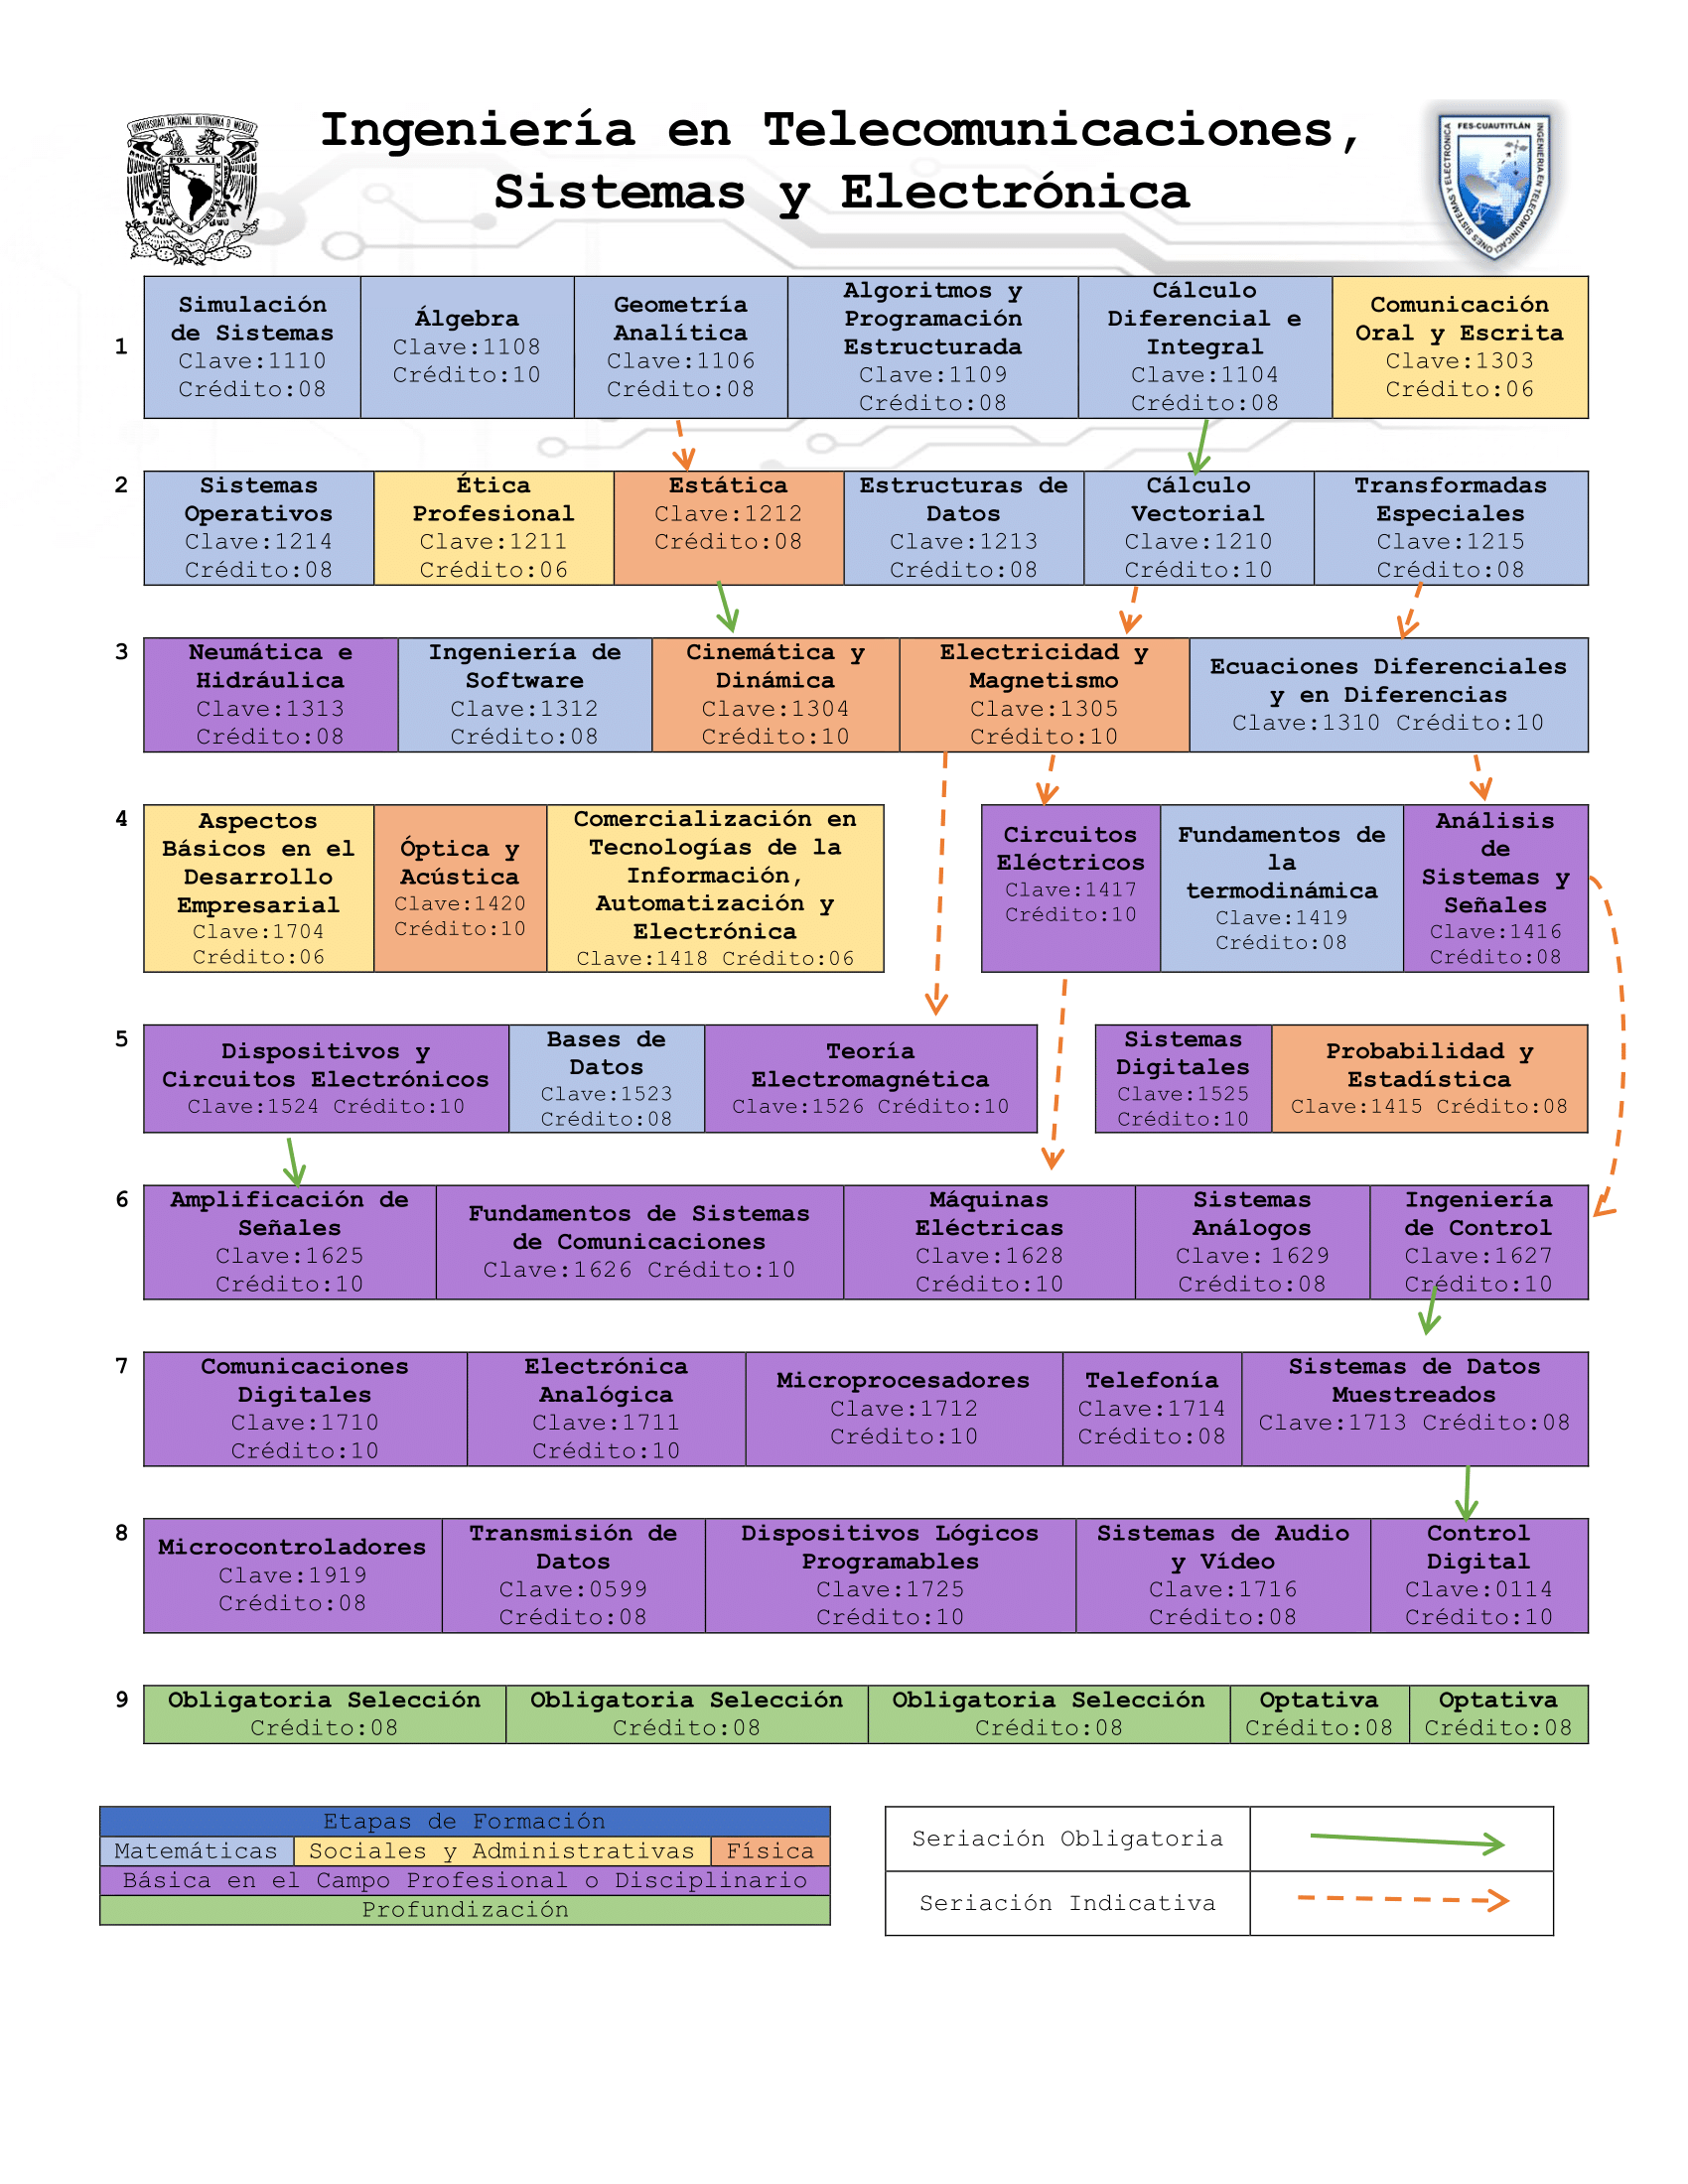 Ingeniería en Telecomunicaciones,
Sistemas y Electrónica
UNIVERSIDAD NACIONAL AUTÓNOMA D MEXICO
POR MI
FES-CUAUTITLÁN
INGENIERIA EN TELECOMUNICACIONES SISTEMAS Y ELECTRONICA
1
Simulación
de Sistemas
Clave:1110
Crédito:08
Álgebra
Clave:1108
Crédito:10
Geometría
Analítica
Clave:1106
Crédito:08
Algoritmos y
Programación
Estructurada
Clave:1109
Crédito:08
Cálculo
Diferencial e
Integral
Clave:1104
Crédito:08
Comunicación
Oral y Escrita
Clave:1303
Crédito:06
2
Sistemas
Operativos
Clave:1214
Crédito:08
Ética
Profesional
Clave:1211
Crédito:06
Estática
Clave:1212
Crédito:08
Estructuras de
Datos
Clave:1213
Crédito:08
Cálculo
Vectorial
Clave:1210
Crédito:10
Transformadas
Especiales
Clave:1215
Crédito:08
3
Neumática e
Hidráulica
Clave:1313
Crédito:08
Ingeniería de
Software
Clave:1312
Crédito:08
Cinemática y
Dinámica
Clave:1304
Crédito:10
Electricidad y
Magnetismo
Clave:1305
Crédito:10
Ecuaciones Diferenciales
y en Diferencias
Clave:1310 Crédito:10
4
Aspectos
Básicos en el
Desarrollo
Empresarial
Clave:1704
Crédito:06
Óptica y
Acústica
Clave:1420
Crédito:10
Comercialización en
Tecnologías de la
Información,
Automatización y
Electrónica
Clave:1418 Crédito:06
Circuitos
Eléctricos
Clave:1417
Crédito:10
Fundamentos de
la
termodinámica
Clave:1419
Crédito:08
Análisis
de
Sistemas y
Señales
Clave:1416
Crédito:08
5
Dispositivos y
Circuitos Electrónicos
Clave:1524 Crédito:10
Bases de
Datos
Clave:1523
Crédito:08
Teoría
Electromagnética
Clave:1526 Crédito:10
Sistemas
Digitales
Clave:1525
Crédito:10
Probabilidad y
Estadística
Clave:1415 Crédito:08
6
Amplificación de
Señales
Clave:1625
Crédito:10
Fundamentos de Sistemas
de Comunicaciones
Clave:1626 Crédito:10
Máquinas
Eléctricas
Clave:1628
Crédito:10
Sistemas
Análogos
Clave: 1629
Crédito:08
Ingeniería
de Control
Clave:1627
Crédito:10
7
Comunicaciones
Digitales
Clave:1710
Crédito:10
Electrónica
Analógica
Clave:1711
Crédito:10
Microprocesadores
Clave:1712
Crédito:10
Telefonía
Clave:1714
Crédito:08
Sistemas de Datos
Muestreados
Clave:1713 Crédito:08
8
Microcontroladores
Clave:1919
Crédito:08
Transmisión de
Datos
Clave:0599
Crédito:08
Dispositivos Lógicos
Programables
Clave:1725
Crédito:10
Sistemas de Audio
y Vídeo
Clave:1716
Crédito:08
Control
Digital
Clave:0114
Crédito:10
9
Obligatoria Selección
Crédito:08
Obligatoria Selección
Crédito:08
Obligatoria Selección
Crédito:08
Optativa
Crédito:08
Optativa
Crédito:08
Etapas de Formación
Matemáticas
Sociales y Administrativas
Física
Básica en el Campo Profesional o Disciplinario
Profundización
Seriación Obligatoria
Seriación Indicativa